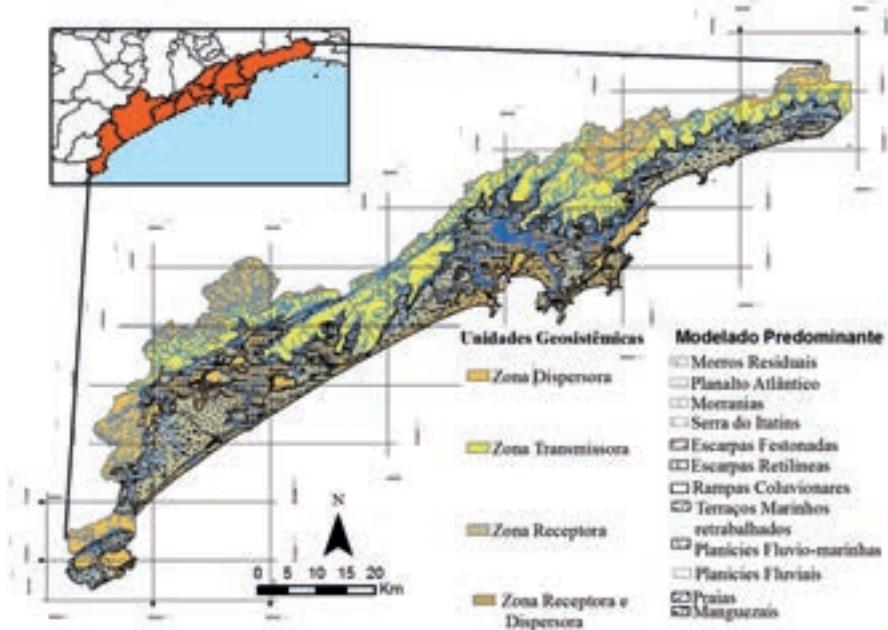 Unidades Geosistêmicas
Zona Dispersora
Zona Transmissora
Zona Receptora
Zona Receptora e
Dispersora
Modelado Predominante
Morros Residuais
Planalto Atlântico
Morranias
Serra do Itatins
Escarpas Festonadas
Escarpas Retilíneas
Rampas Coluvionares
Terraços Marinhos
retrabalhados
Planícies Fluvio-marinhas
Planícies Fluviais
Praias
Manguezais
N
0 5 10 15 20
Km